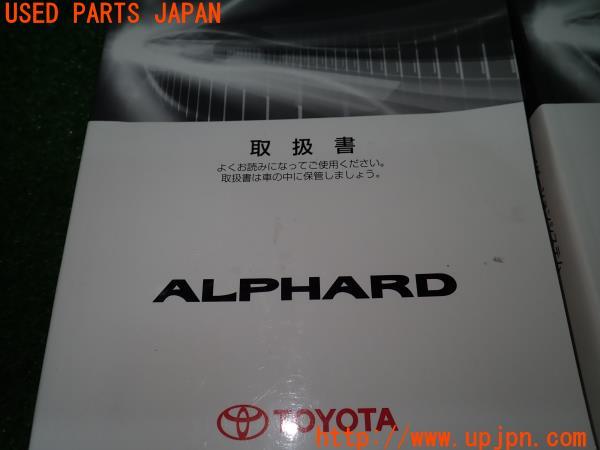 USED PARTS JAPAN
取扱書
よくお読みになってご使用ください。
取扱書は車の中に保管しましょう。
ALPHARD
TOYOTA
http://www.upjpn.com